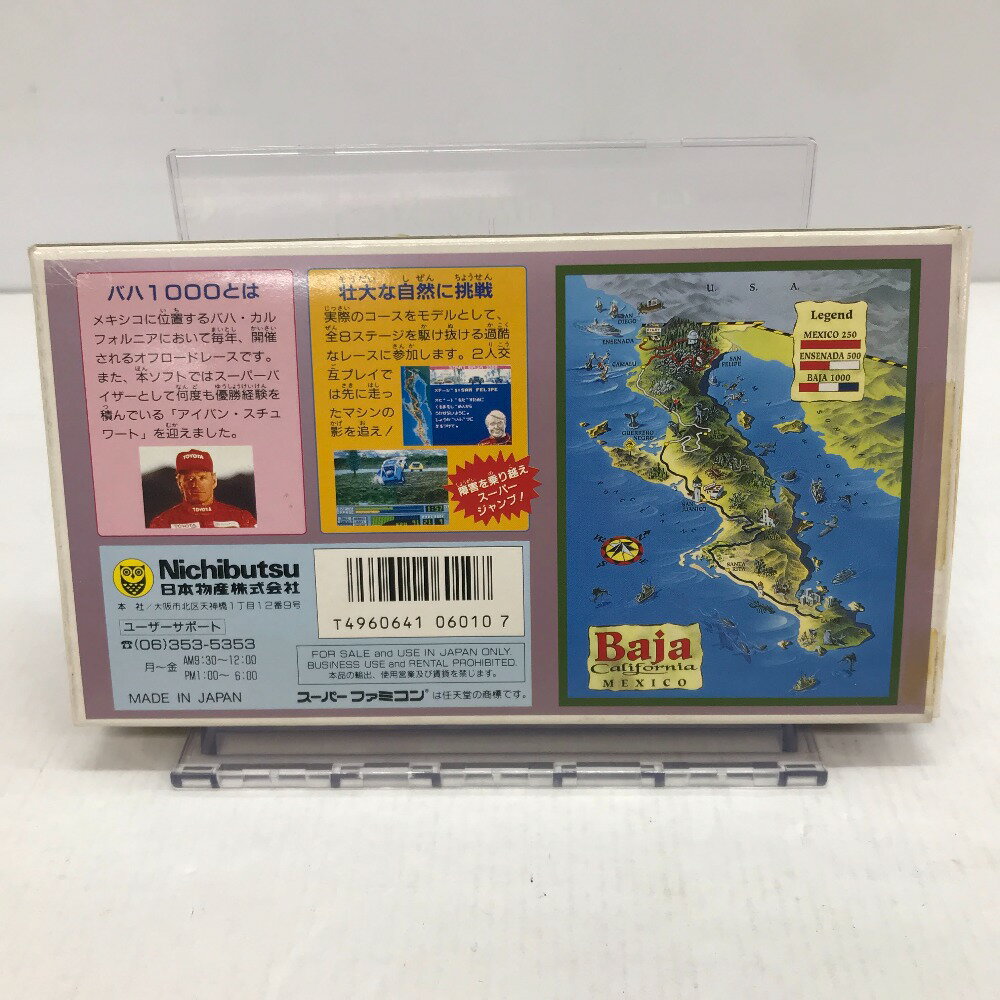 バハ1000とは
メキシコに位置するバハ・カル
フォルニアにおいて毎年、開催
されるオフロードレースです。
また、本ソフトではスーパーバ
イザーとして何度も優勝経験を
積んでいる「アイバン・スチュ
ワート」を迎えました。
TOYOTA
TOYOTA
TOYOTA
壮大な自然に挑戦
実際のコースをモデルとして、
全8ステージを駆け抜ける過酷
なレースに参加します。2人交
互プレイで
は先に走っ
たマシンの
影を追え!
SAN FELIPE
障害を乗り越え
スーパー
ジャンプ!
Nichibutsu
日本物産株式会社
本 社/大阪市北区天神橋1丁目12番9号
ユーザーサポート
☎(06)353-5353
月〜金 AM9:30〜12:00
PM1:00〜 6:00
MADE IN JAPAN
T4960641 06010 7
FOR SALE and USE IN JAPAN ONLY.
BUSINESS USE and RENTAL PROHIBITED.
本品の輸出、使用営業及び賃貸を禁じます。
スーパーファミコン®は任天堂の商標です。
U.S.A.
SAN
DIEGO
ENSENADA
SAN
FELIPE
GUERRERO
NEGRO
Legend
MEXICO 250
ENSENADA 500
BAJA 1000
Baja
California
MEXICO